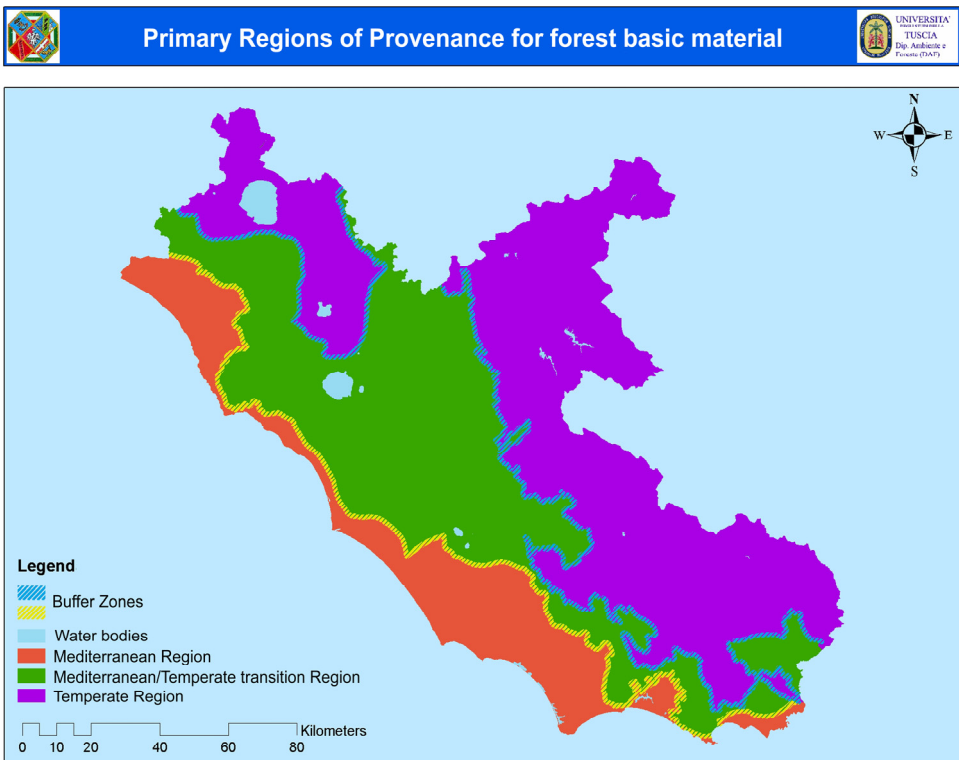 Primary Regions of Provenance for forest basic material
UNIVERSITA'
TUSCIA
Dip. Ambiente e
Foreste (DAF)
N
W
E
S
Legend
Buffer Zones
Water bodies
Mediterranean Region
Mediterranean/Temperate transition Region
Temperate Region
Kilometers
0 10 20 40 60 80